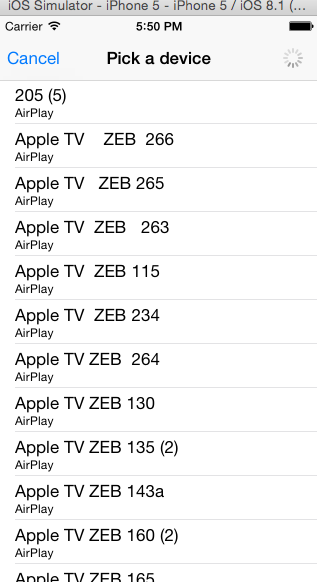 iOS Simulator - iPhone 5 - iPhone 5 / iOS 8.1 (...
Carrier 5:50 PM
Cancel Pick a device
205 (5)
AirPlay
Apple TV    ZEB  266
AirPlay
Apple TV   ZEB 265
AirPlay
Apple TV  ZEB   263
AirPlay
Apple TV  ZEB 115
AirPlay
Apple TV  ZEB 234
AirPlay
Apple TV ZEB  264
AirPlay
Apple TV ZEB 130
AirPlay
Apple TV ZEB 135 (2)
AirPlay
Apple TV ZEB 143a
AirPlay
Apple TV ZEB 160 (2)
AirPlay
Apple TV ZEB 165